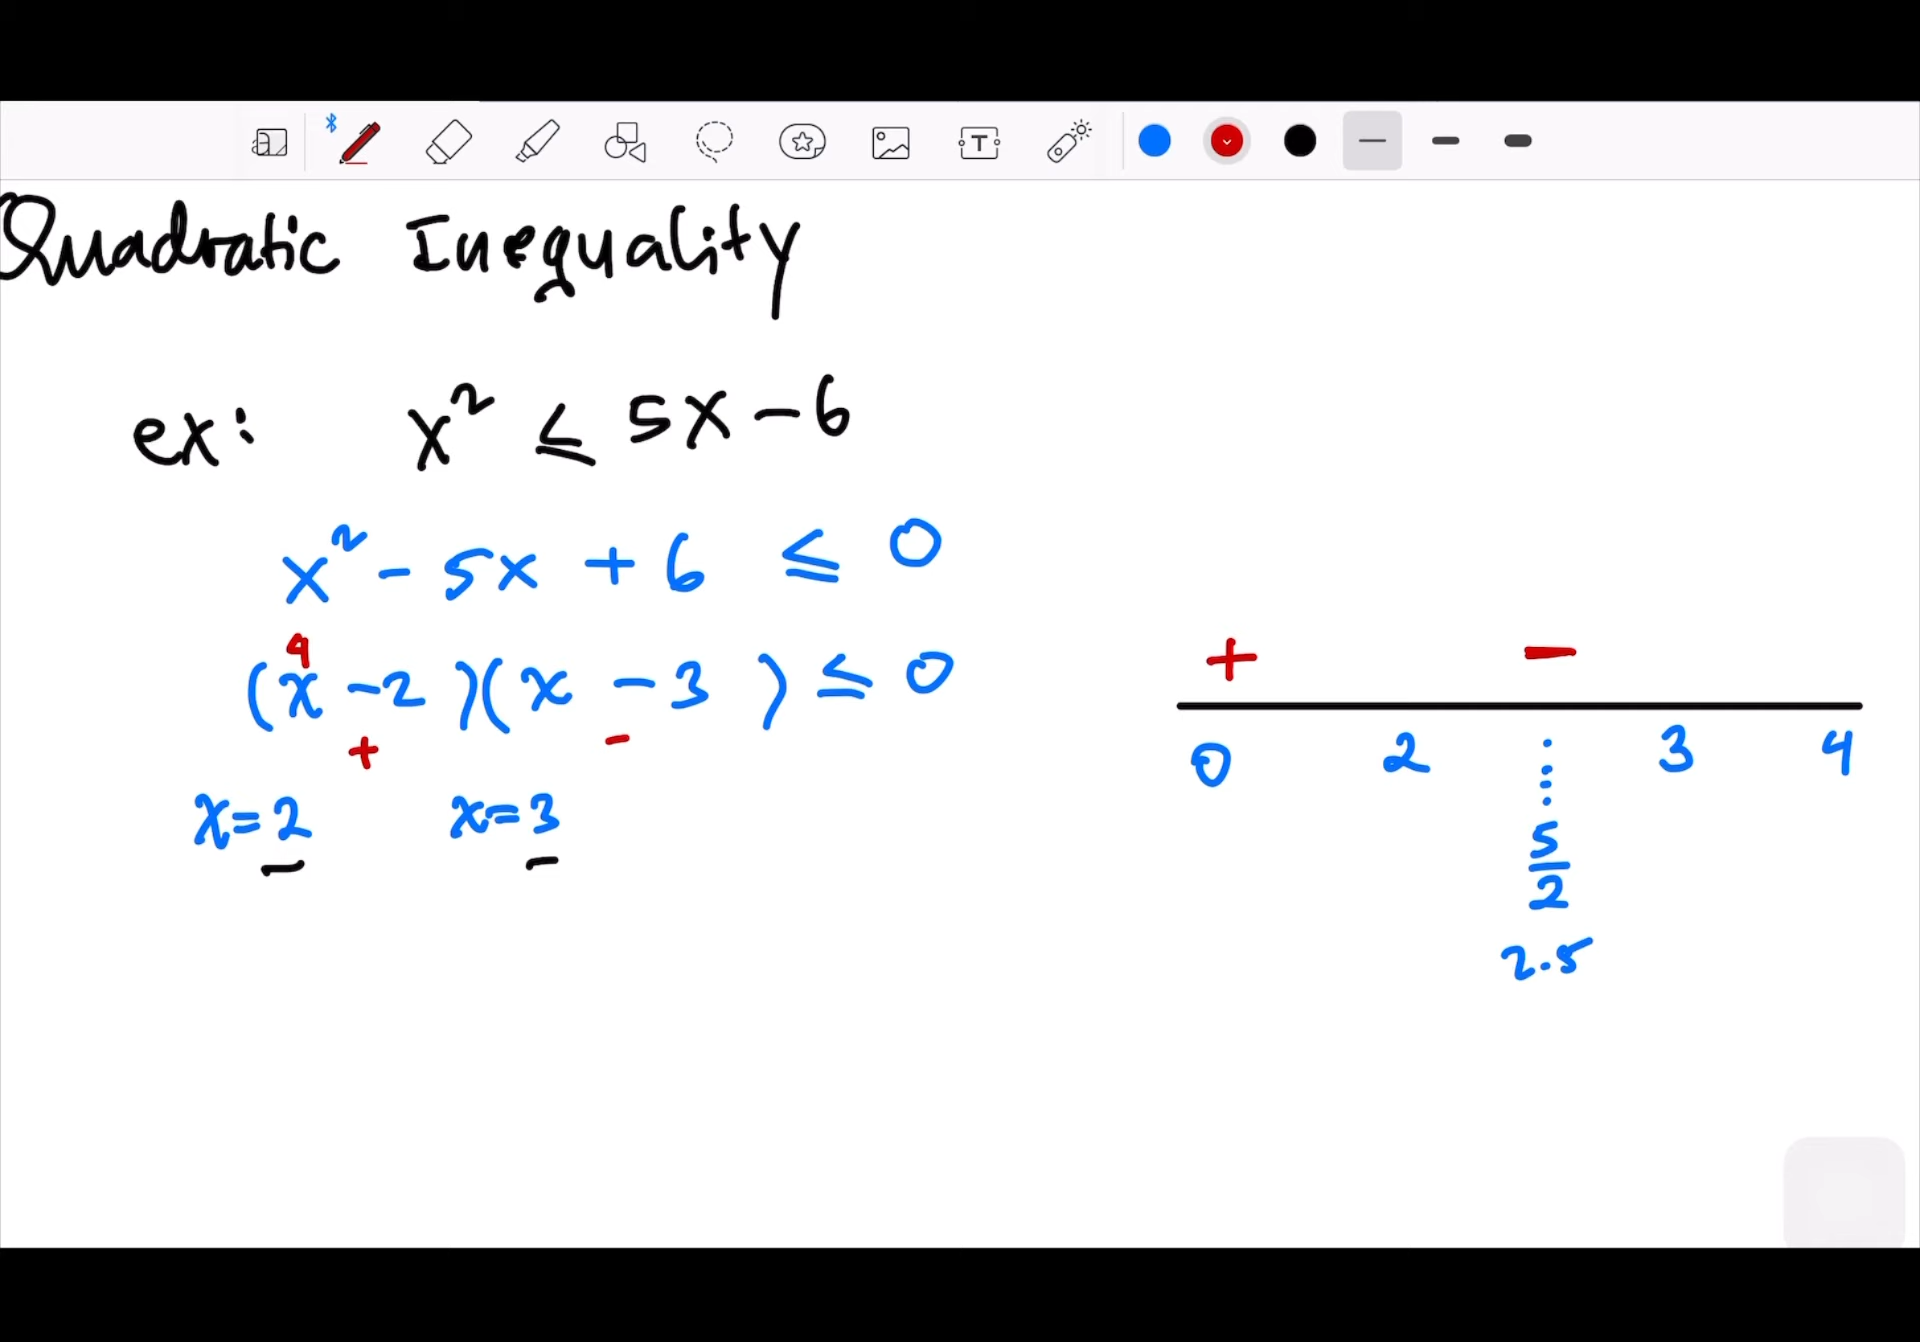 Quadratic Inequality
ex: x² ≤ 5x - 6
x² - 5x + 6 ≤ 0
4
(x - 2)(x - 3) ≤ 0
+ -
x = 2 x = 3
+ -
0 2 3 4
5/2
2.5